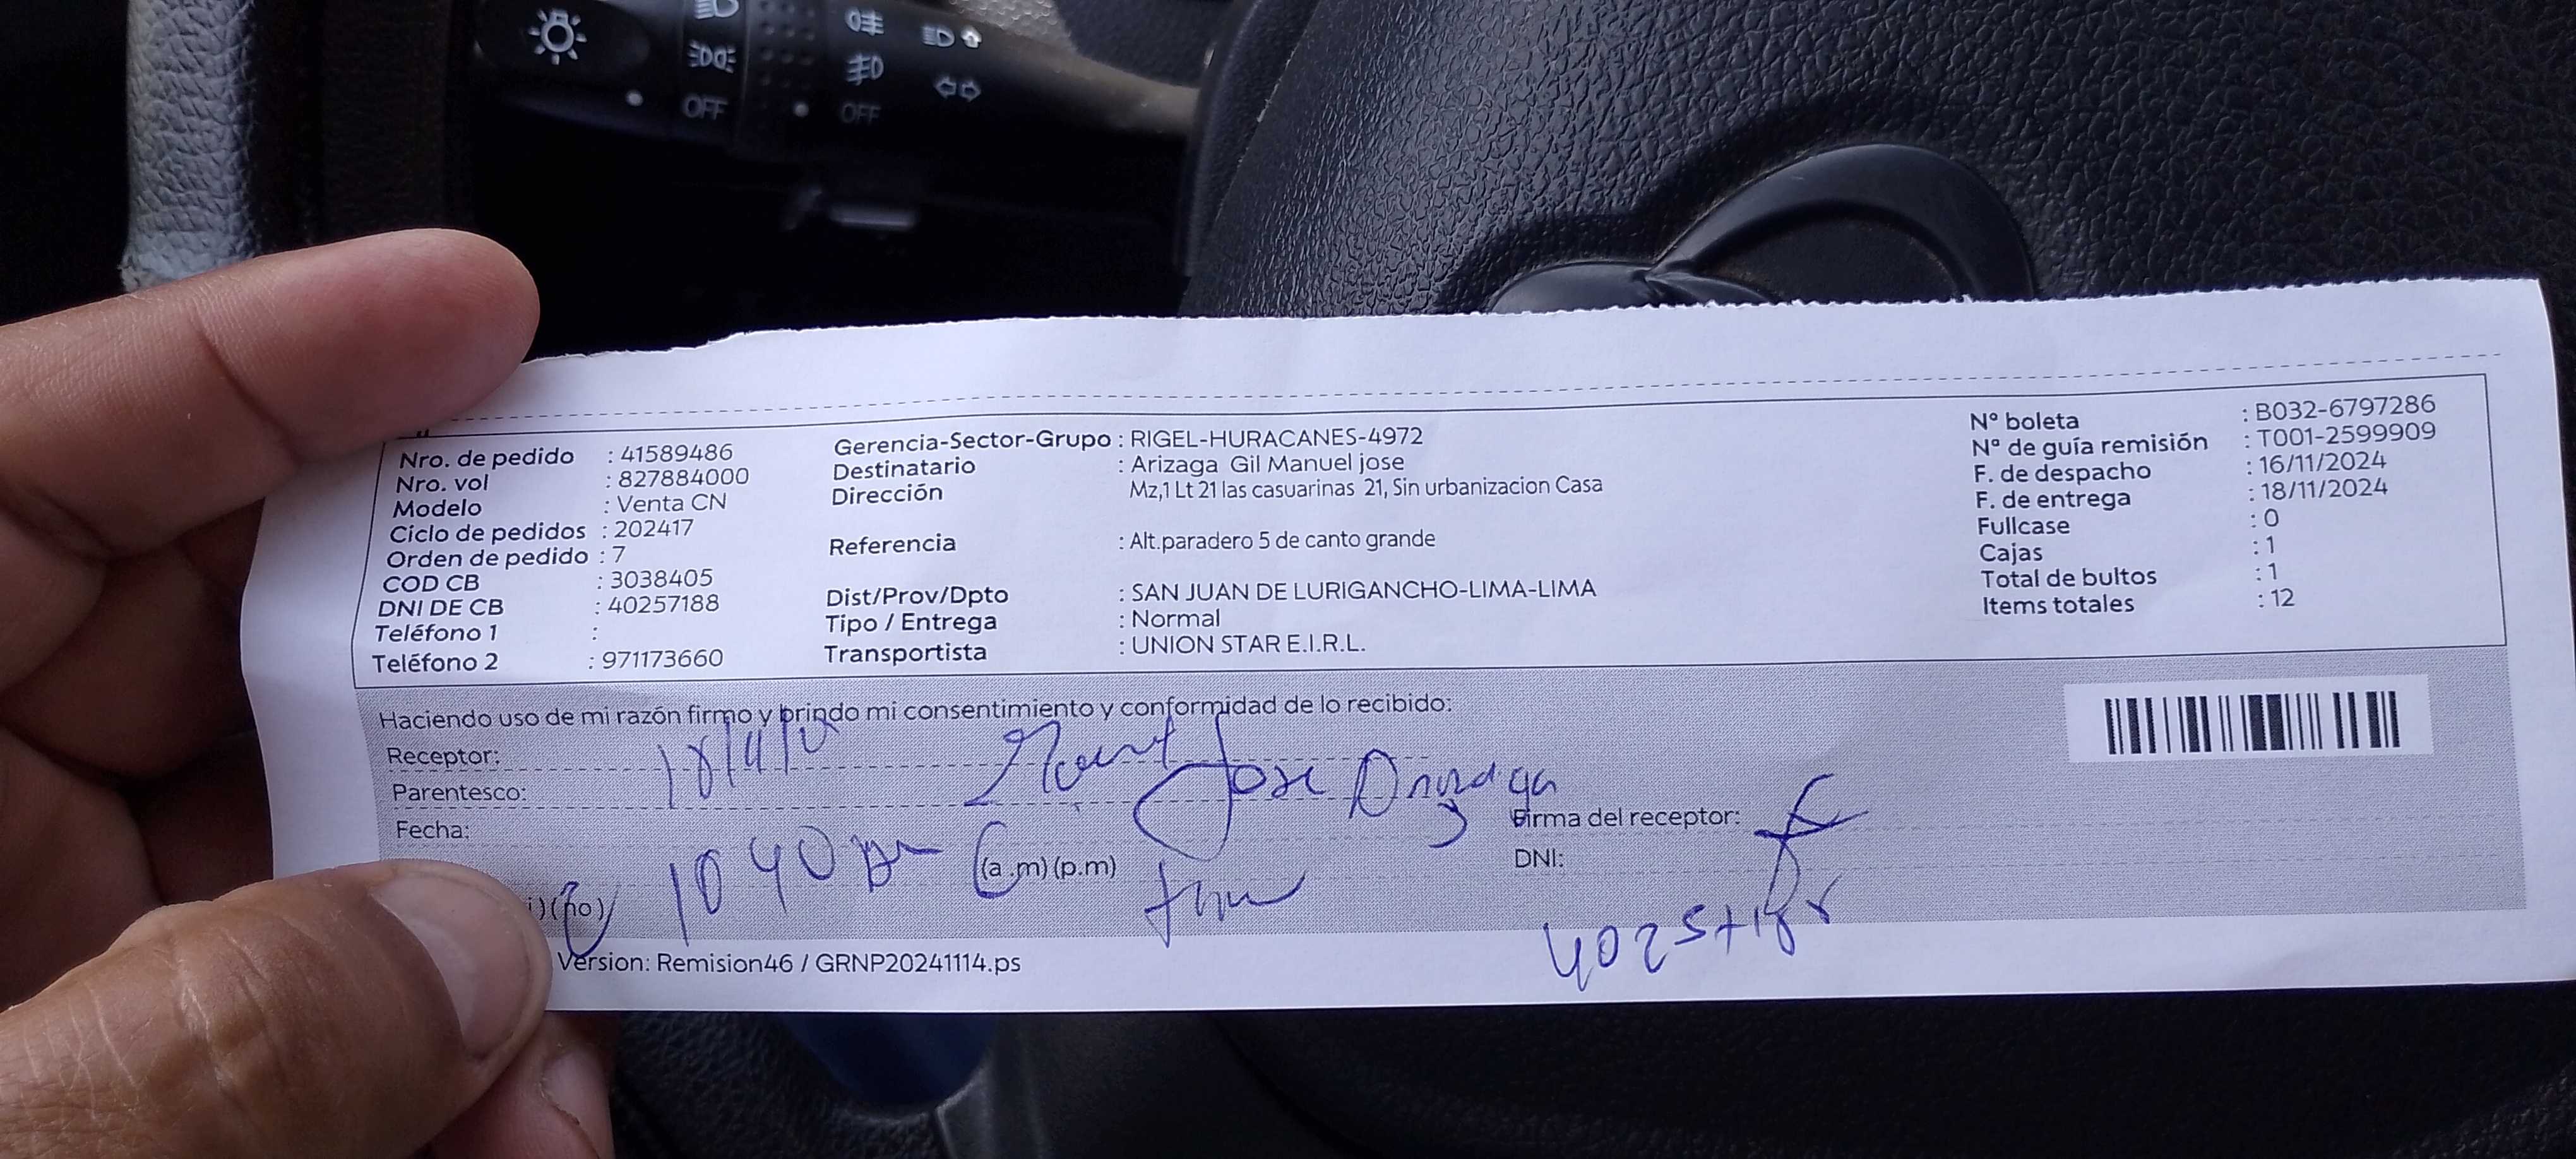 OFF
OFF
Nro. de pedido : 41589486
Nro. vol : 827884000
Modelo : Venta CN
Ciclo de pedidos : 202417
Orden de pedido : 7
COD CB : 3038405
DNI DE CB : 40257188
Teléfono 1 :
Teléfono 2 : 971173660
Gerencia-Sector-Grupo : RIGEL-HURACANES-4972
Destinatario : Arizaga Gil Manuel jose
Dirección Mz,1 Lt 21 las casuarinas 21, Sin urbanizacion Casa
Referencia : Alt.paradero 5 de canto grande
Dist/Prov/Dpto : SAN JUAN DE LURIGANCHO-LIMA-LIMA
Tipo / Entrega : Normal
Transportista : UNION STAR E.I.R.L.
N° boleta : B032-6797286
N° de guía remisión : T001-2599909
F. de despacho : 16/11/2024
F. de entrega : 18/11/2024
Fullcase : 0
Cajas : 1
Total de bultos : 1
Items totales : 12
Haciendo uso de mi razón firmo y brindo mi consentimiento y conformidad de lo recibido:
Receptor:
Parentesco:
Jose
Fecha:
Firma del receptor:
1040
(a.m) (p.m)
DNI:
i) (no)
40257188
Version: Remision46 / GRNP20241114.ps